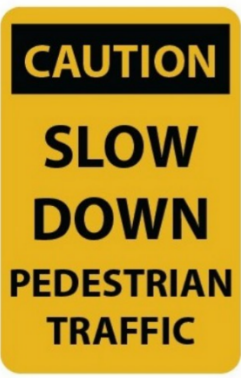 CAUTION
SLOW
DOWN
PEDESTRIAN
TRAFFIC